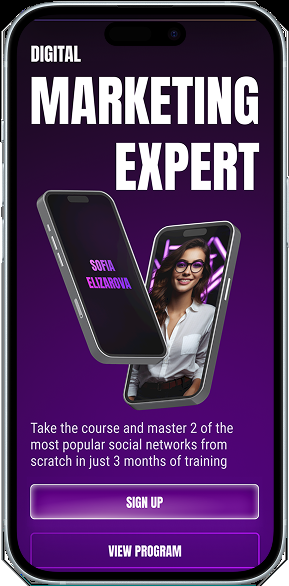 DIGITAL
MARKETING
EXPERT
SOFIA
ELIZAROVA
Take the course and master 2 of the
most popular social networks from
scratch in just 3 months of training
SIGN UP
VIEW PROGRAM